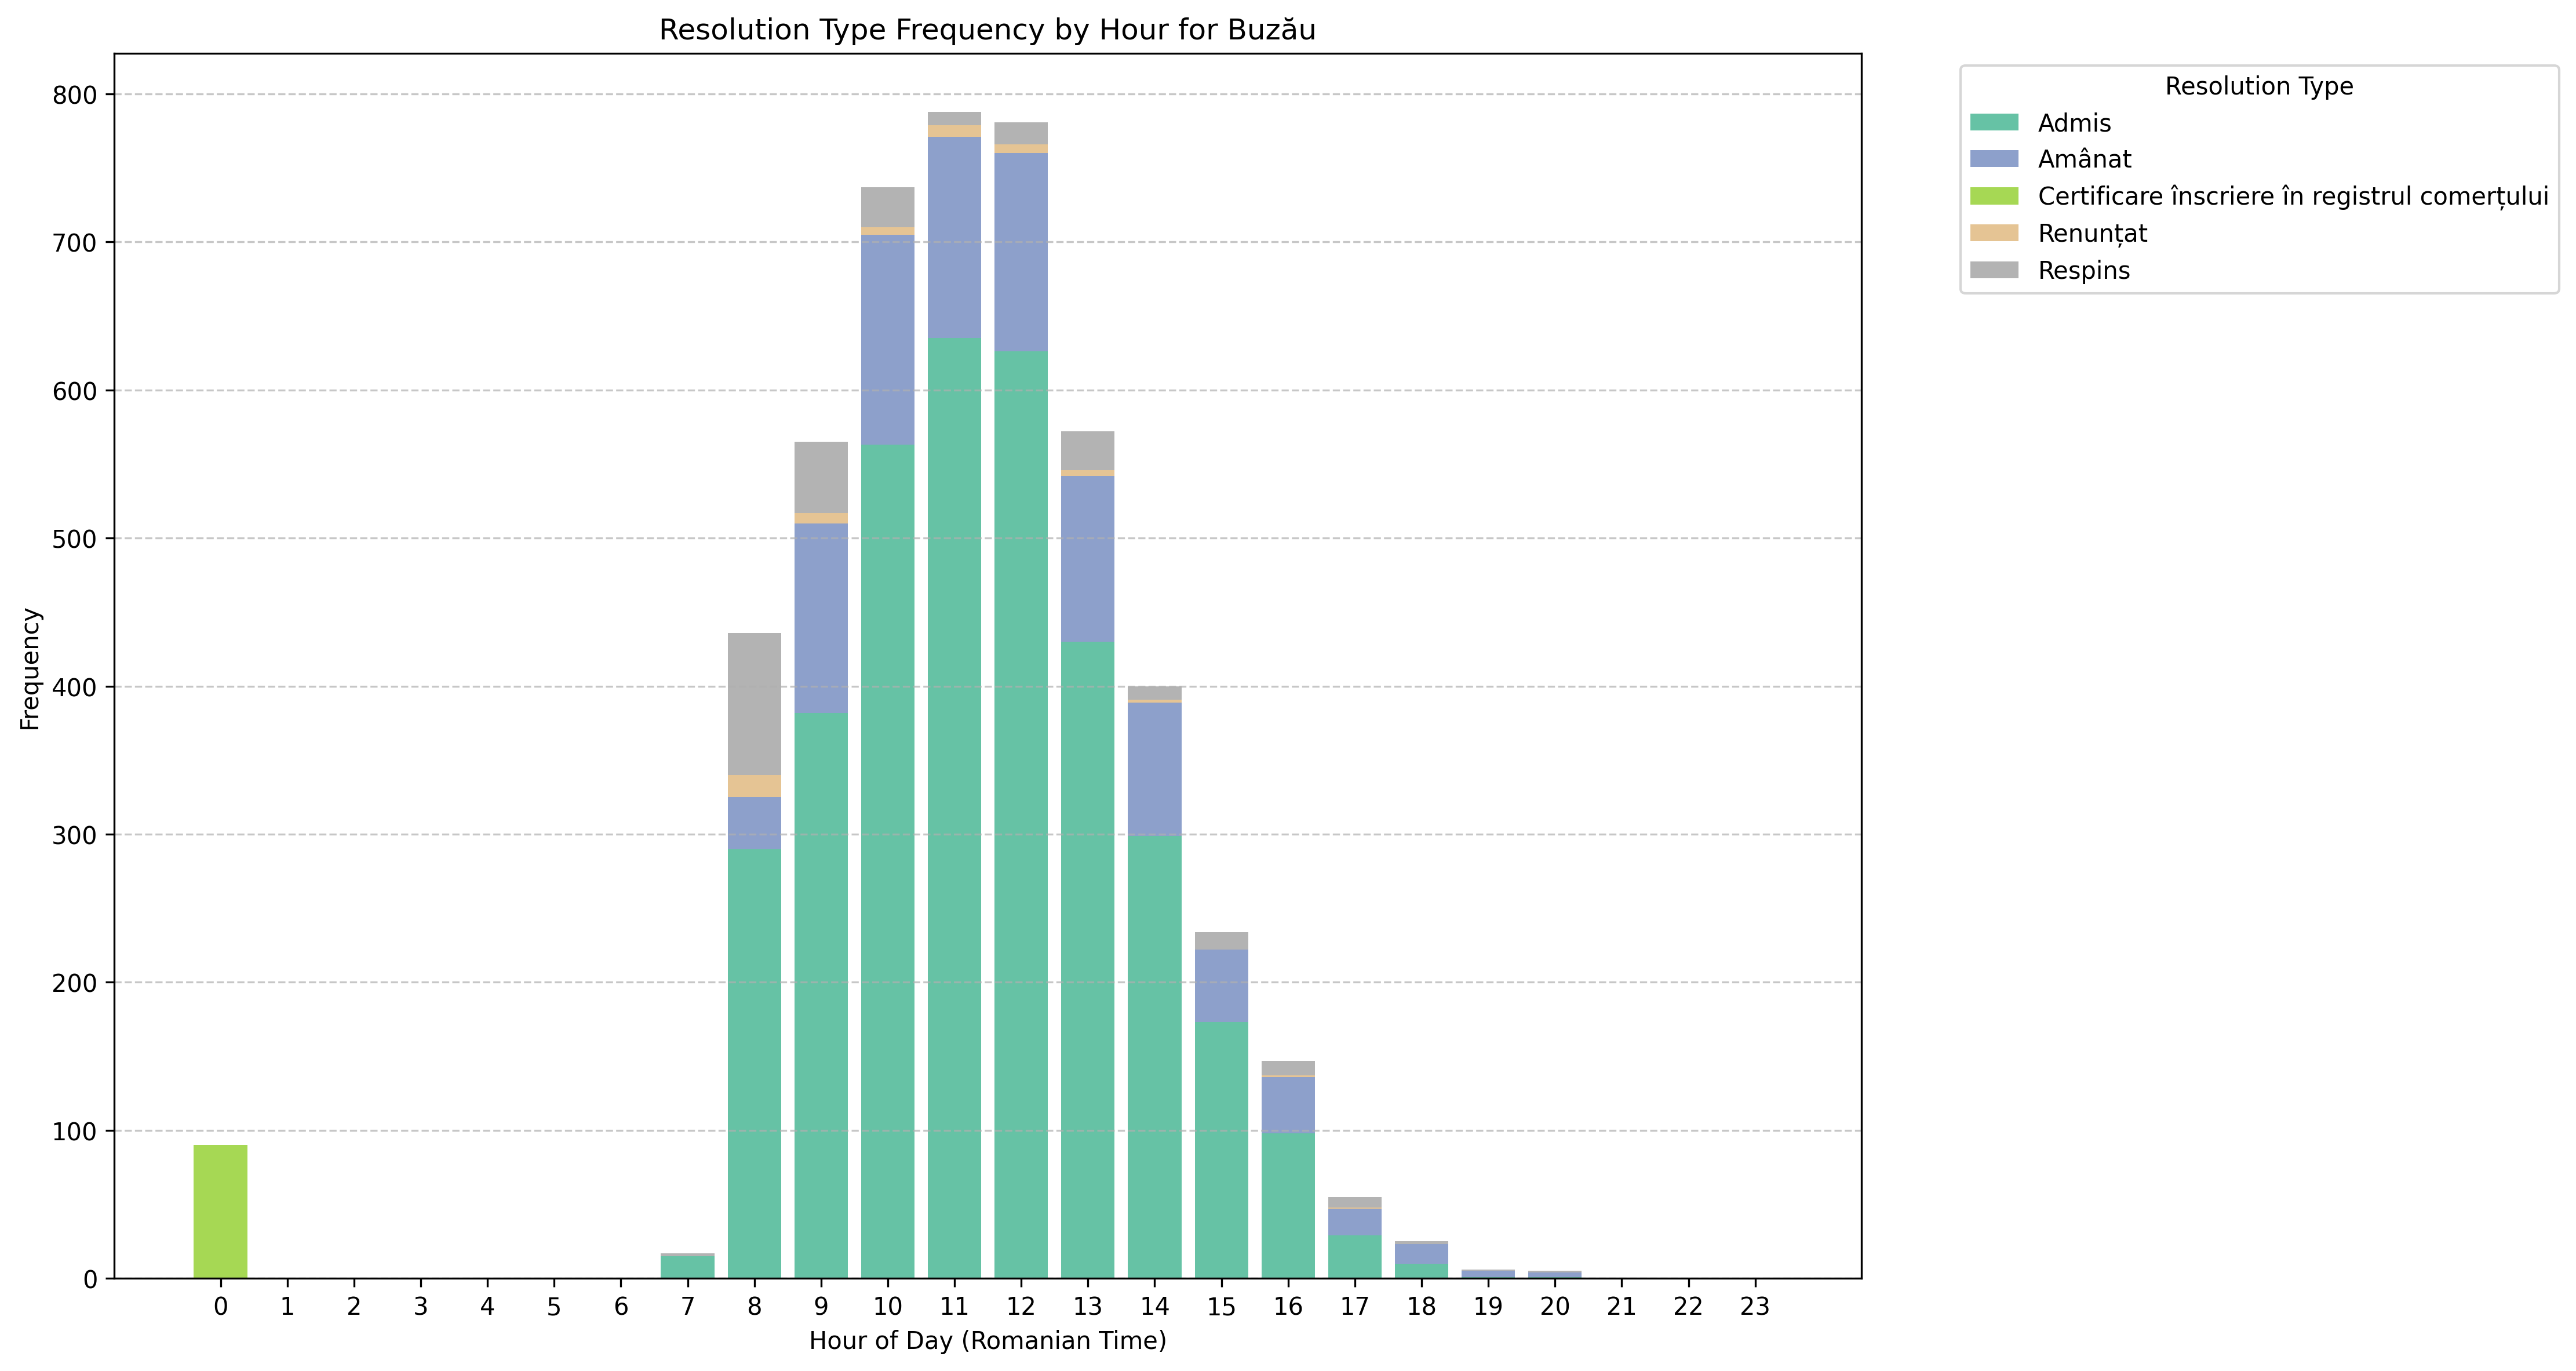 Resolution Type Frequency by Hour for Buzău
800
700
600
500
400
300
200
100
0
Frequency
0 1 2 3 4 5 6 7 8 9 10 11 12 13 14 15 16 17 18 19 20 21 22 23
Hour of Day (Romanian Time)
Resolution Type
Admis
Amânat
Certificare înscriere în registrul comerțului
Renunțat
Respins